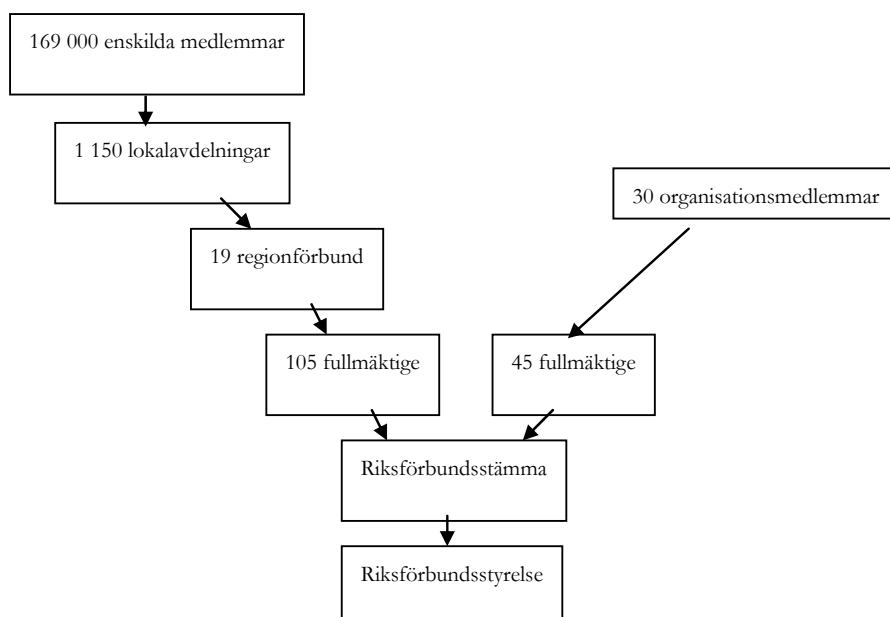 169 000 enskilda medlemmar
1 150 lokalavdelningar
30 organisationsmedlemmar
19 regionförbund
105 fullmäktige
45 fullmäktige
Riksförbundsstämma
Riksförbundsstyrelse